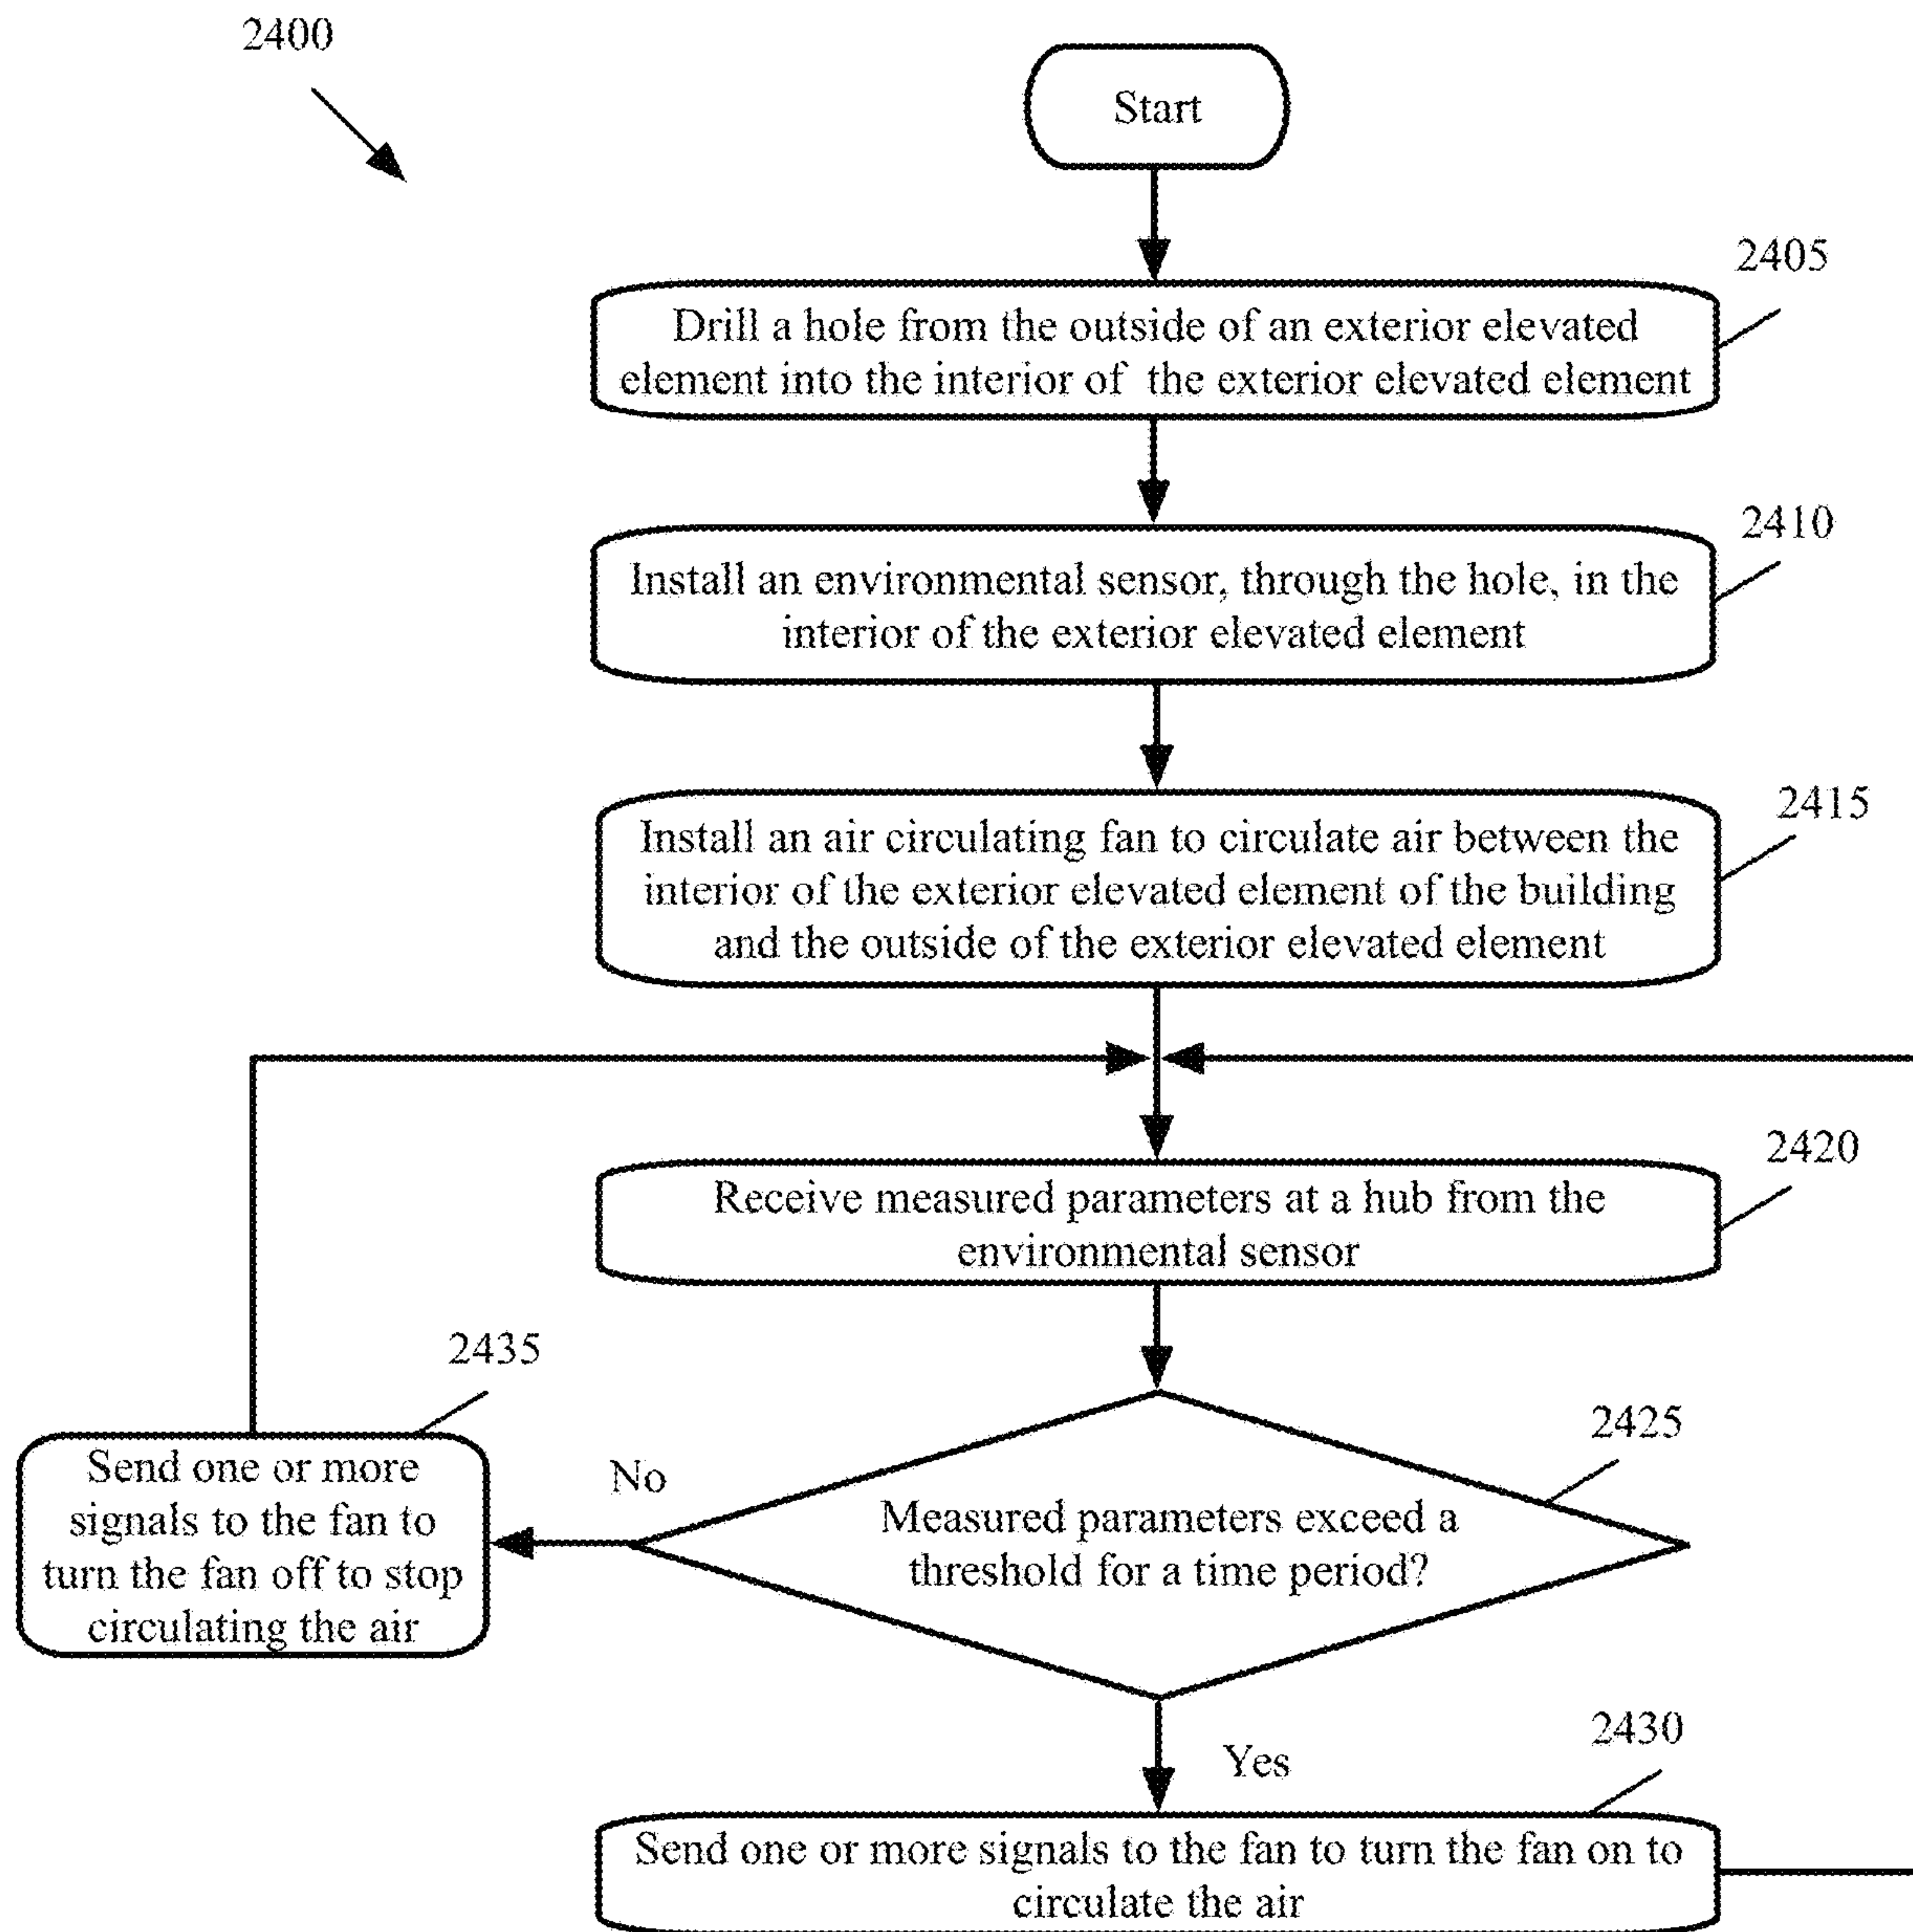 2400
Start
2405
Drill a hole from the outside of an exterior elevated
element into the interior of the exterior elevated element
2410
Install an environmental sensor, through the hole, in the
interior of the exterior elevated element
2415
Install an air circulating fan to circulate air between the
interior of the exterior elevated element of the building
and the outside of the exterior elevated element
2420
Receive measured parameters at a hub from the
environmental sensor
2435
Send one or more
signals to the fan to
turn the fan off to stop
circulating the air
No
2425
Measured parameters exceed a
threshold for a time period?
Yes
2430
Send one or more signals to the fan to turn the fan on to
circulate the air